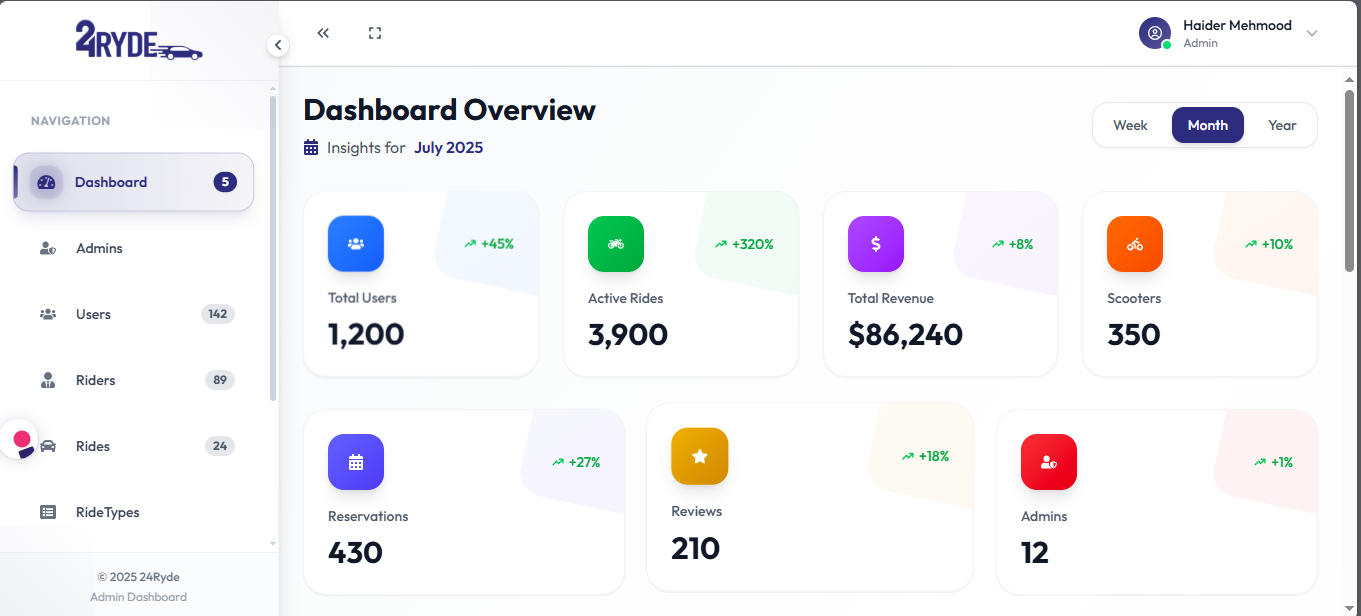 24RYDE
Haider Mehmood
Admin
NAVIGATION
Dashboard 5
Admins
Users 142
Riders 89
Rides 24
RideTypes
© 2025 24Ryde
Admin Dashboard
Dashboard Overview
Insights for July 2025
Week Month Year
+45%
Total Users
1,200
+320%
Active Rides
3,900
$
+8%
Total Revenue
$86,240
+10%
Scooters
350
+27%
Reservations
430
+18%
Reviews
210
+1%
Admins
12